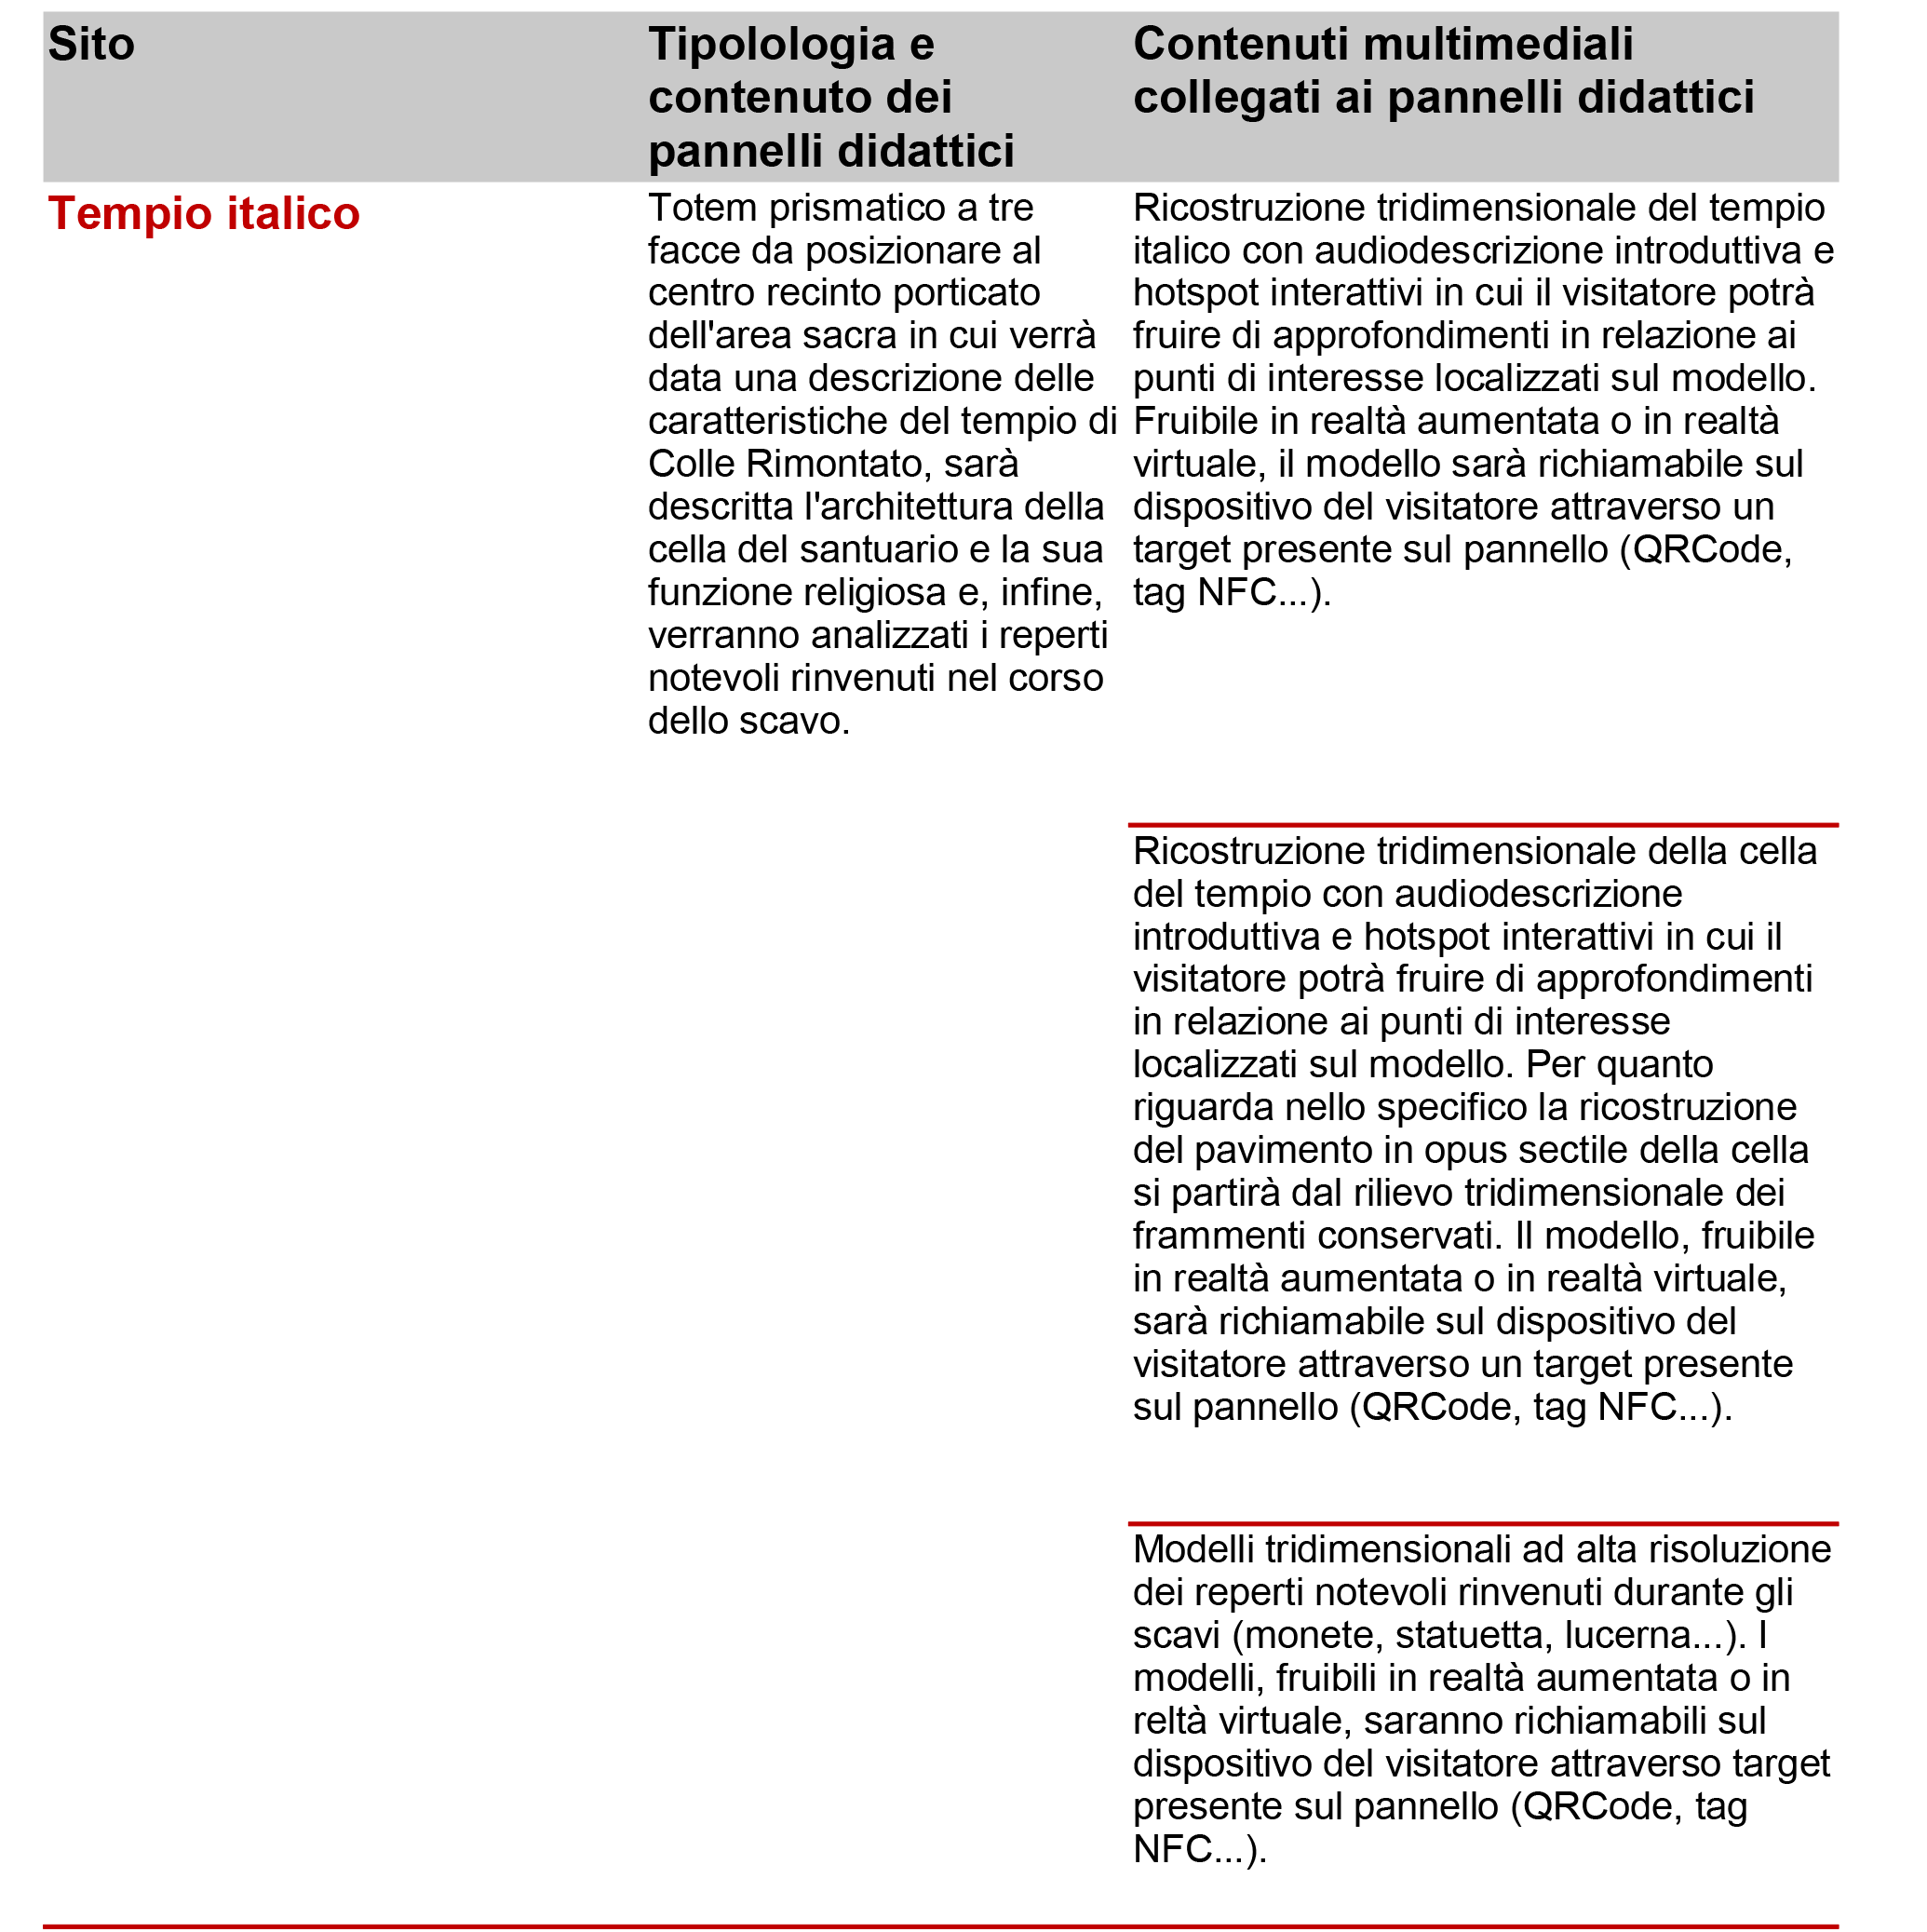 Sito
Tipolologia e
contenuto dei
pannelli didattici
Contenuti multimediali
collegati ai pannelli didattici
Tempio italico
Totem prismatico a tre
facce da posizionare al
centro recinto porticato
dell'area sacra in cui verrà
data una descrizione delle
caratteristiche del tempio di
Colle Rimontato, sarà
descritta l'architettura della
cella del santuario e la sua
funzione religiosa e, infine,
verranno analizzati i reperti
notevoli rinvenuti nel corso
dello scavo.
Ricostruzione tridimensionale del tempio
italico con audiodescrizione introduttiva e
hotspot interattivi in cui il visitatore potrà
fruire di approfondimenti in relazione ai
punti di interesse localizzati sul modello.
Fruibile in realtà aumentata o in realtà
virtuale, il modello sarà richiamabile sul
dispositivo del visitatore attraverso un
target presente sul pannello (QRCode,
tag NFC...).
Ricostruzione tridimensionale della cella
del tempio con audiodescrizione
introduttiva e hotspot interattivi in cui il
visitatore potrà fruire di approfondimenti
in relazione ai punti di interesse
localizzati sul modello. Per quanto
riguarda nello specifico la ricostruzione
del pavimento in opus sectile della cella
si partirà dal rilievo tridimensionale dei
frammenti conservati. Il modello, fruibile
in realtà aumentata o in realtà virtuale,
sarà richiamabile sul dispositivo del
visitatore attraverso un target presente
sul pannello (QRCode, tag NFC...).
Modelli tridimensionali ad alta risoluzione
dei reperti notevoli rinvenuti durante gli
scavi (monete, statuetta, lucerna...). I
modelli, fruibili in realtà aumentata o in
reltà virtuale, saranno richiamabili sul
dispositivo del visitatore attraverso target
presente sul pannello (QRCode, tag
NFC...).